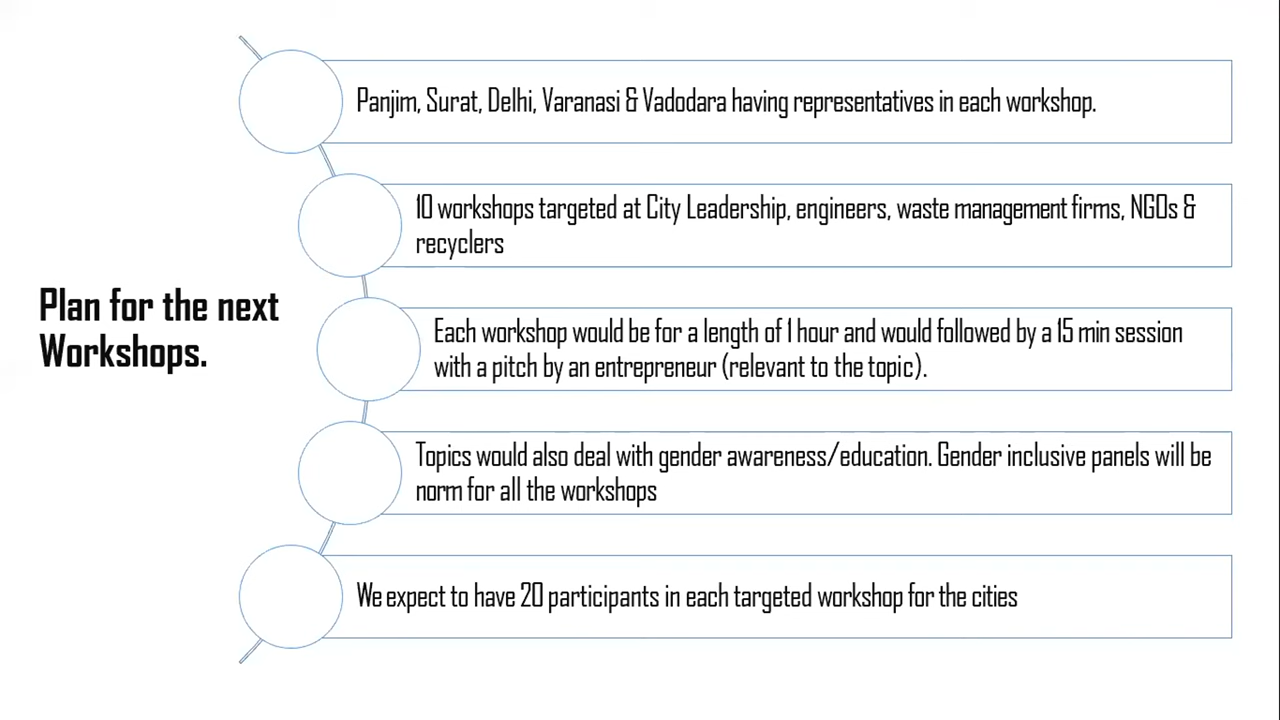 Plan for the next
Workshops.
Panjim, Surat, Delhi, Varanasi & Vadodara having representatives in each workshop.
10 workshops targeted at City Leadership, engineers, waste management firms, NGOs &
recyclers
Each workshop would be for a length of 1 hour and would followed by a 15 min session
with a pitch by an entrepreneur (relevant to the topic).
Topics would also deal with gender awareness/education. Gender inclusive panels will be
norm for all the workshops
We expect to have 20 participants in each targeted workshop for the cities